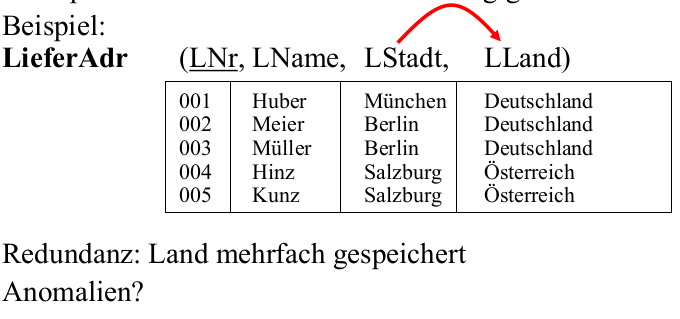 Beispiel:
LieferAdr (LNr, LName, LStadt, LLand)
001 Huber München Deutschland
002 Meier Berlin Deutschland
003 Müller Berlin Deutschland
004 Hinz Salzburg Österreich
005 Kunz Salzburg Österreich
Redundanz: Land mehrfach gespeichert
Anomalien?